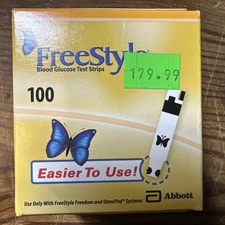 FreeStyle
179.99
Blood Glucose Test Strips
100
Easier To Use!
Use Only With FreeStyle Freedom and OmniPod™ Systems
Abbott